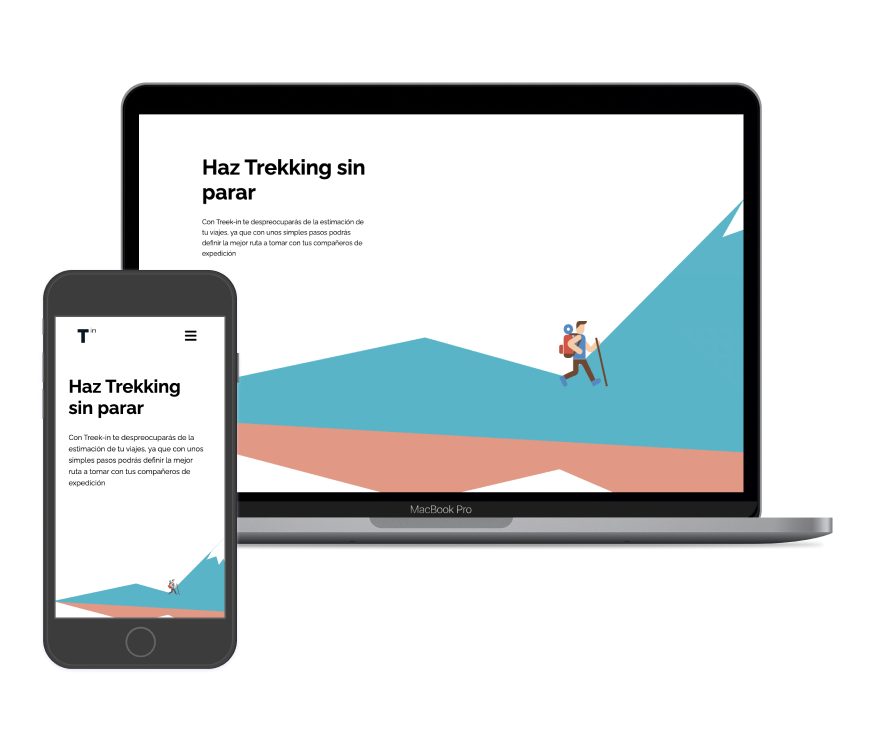 Haz Trekking sin
parar
Con Treek-in te despreocuparás de la estimación de
tu viajes, ya que con unos simples pasos podrás
definir la mejor ruta a tomar con tus compañeros de
expedición
MacBook Pro
T in
Haz Trekking
sin parar
Con Treek-in te despreocuparás de la
estimación de tu viajes, ya que con unos
simples pasos podrás definir la mejor
ruta a tomar con tus compañeros de
expedición